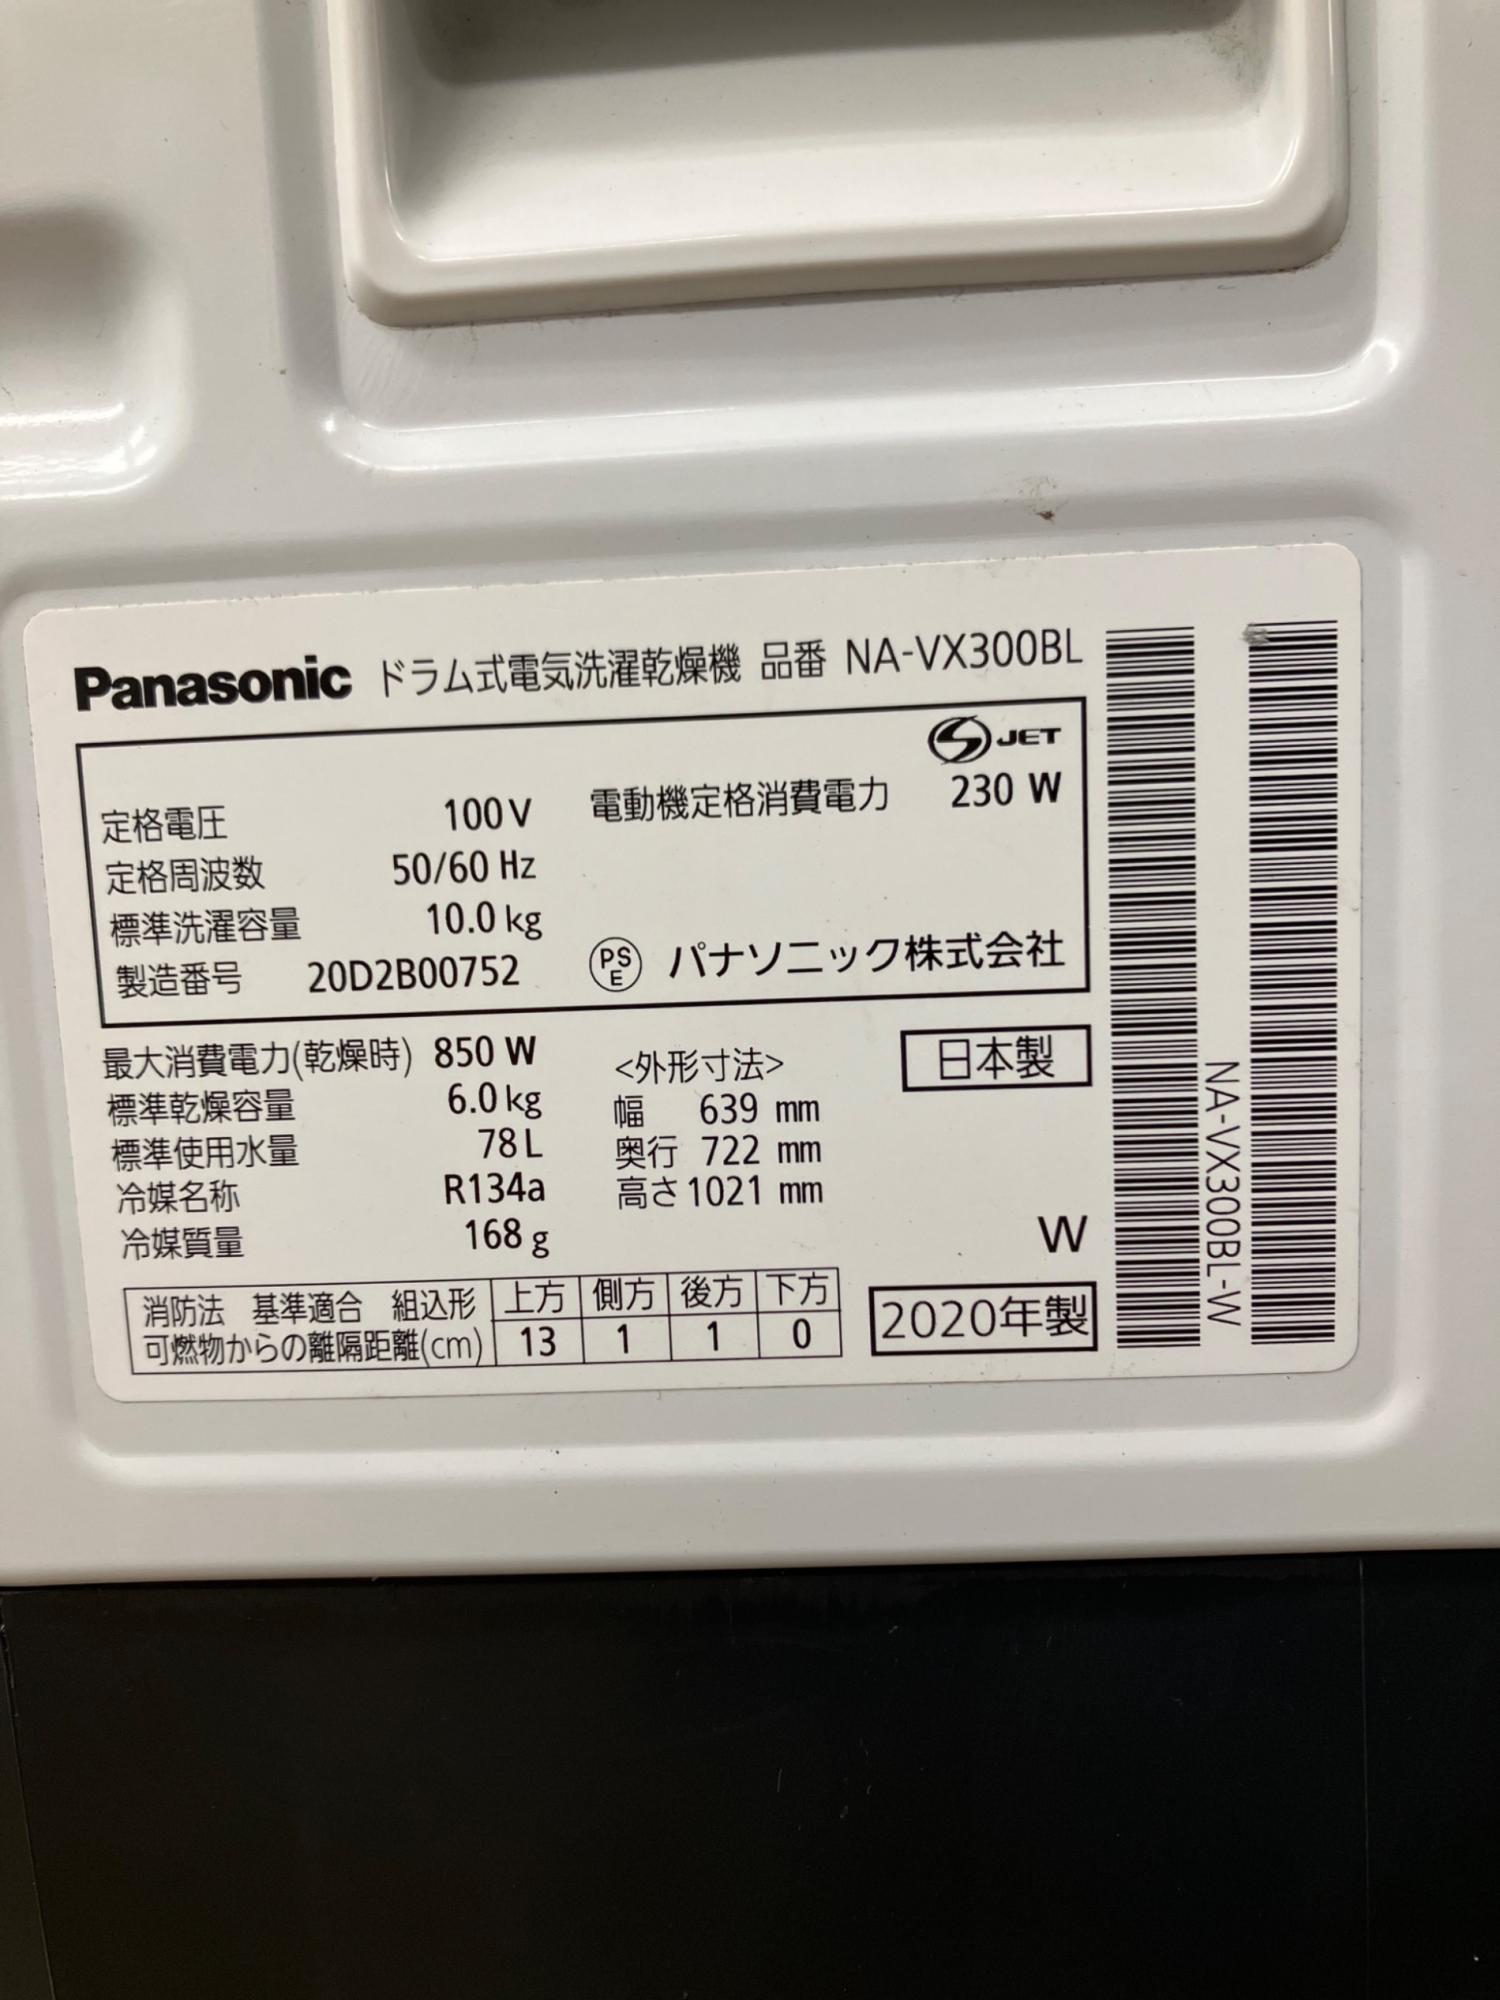 Panasonic ドラム式電気洗濯乾燥機 品番 NA-VX300BL
JET
定格電圧 100V 電動機定格消費電力 230 W
定格周波数 50/60 Hz
標準洗濯容量 10.0 kg
製造番号 20D2B00752 PSE パナソニック株式会社
最大消費電力(乾燥時) 850 W <外形寸法> 日本製
標準乾燥容量 6.0 kg 幅 639 mm
標準使用水量 78 L 奥行 722 mm
冷媒名称 R134a 高さ 1021 mm
冷媒質量 168 g W
消防法 基準適合 組込形 上方 側方 後方 下方
可燃物からの離隔距離(cm) 13 1 1 0
2020年製
NA-VX300BL-W